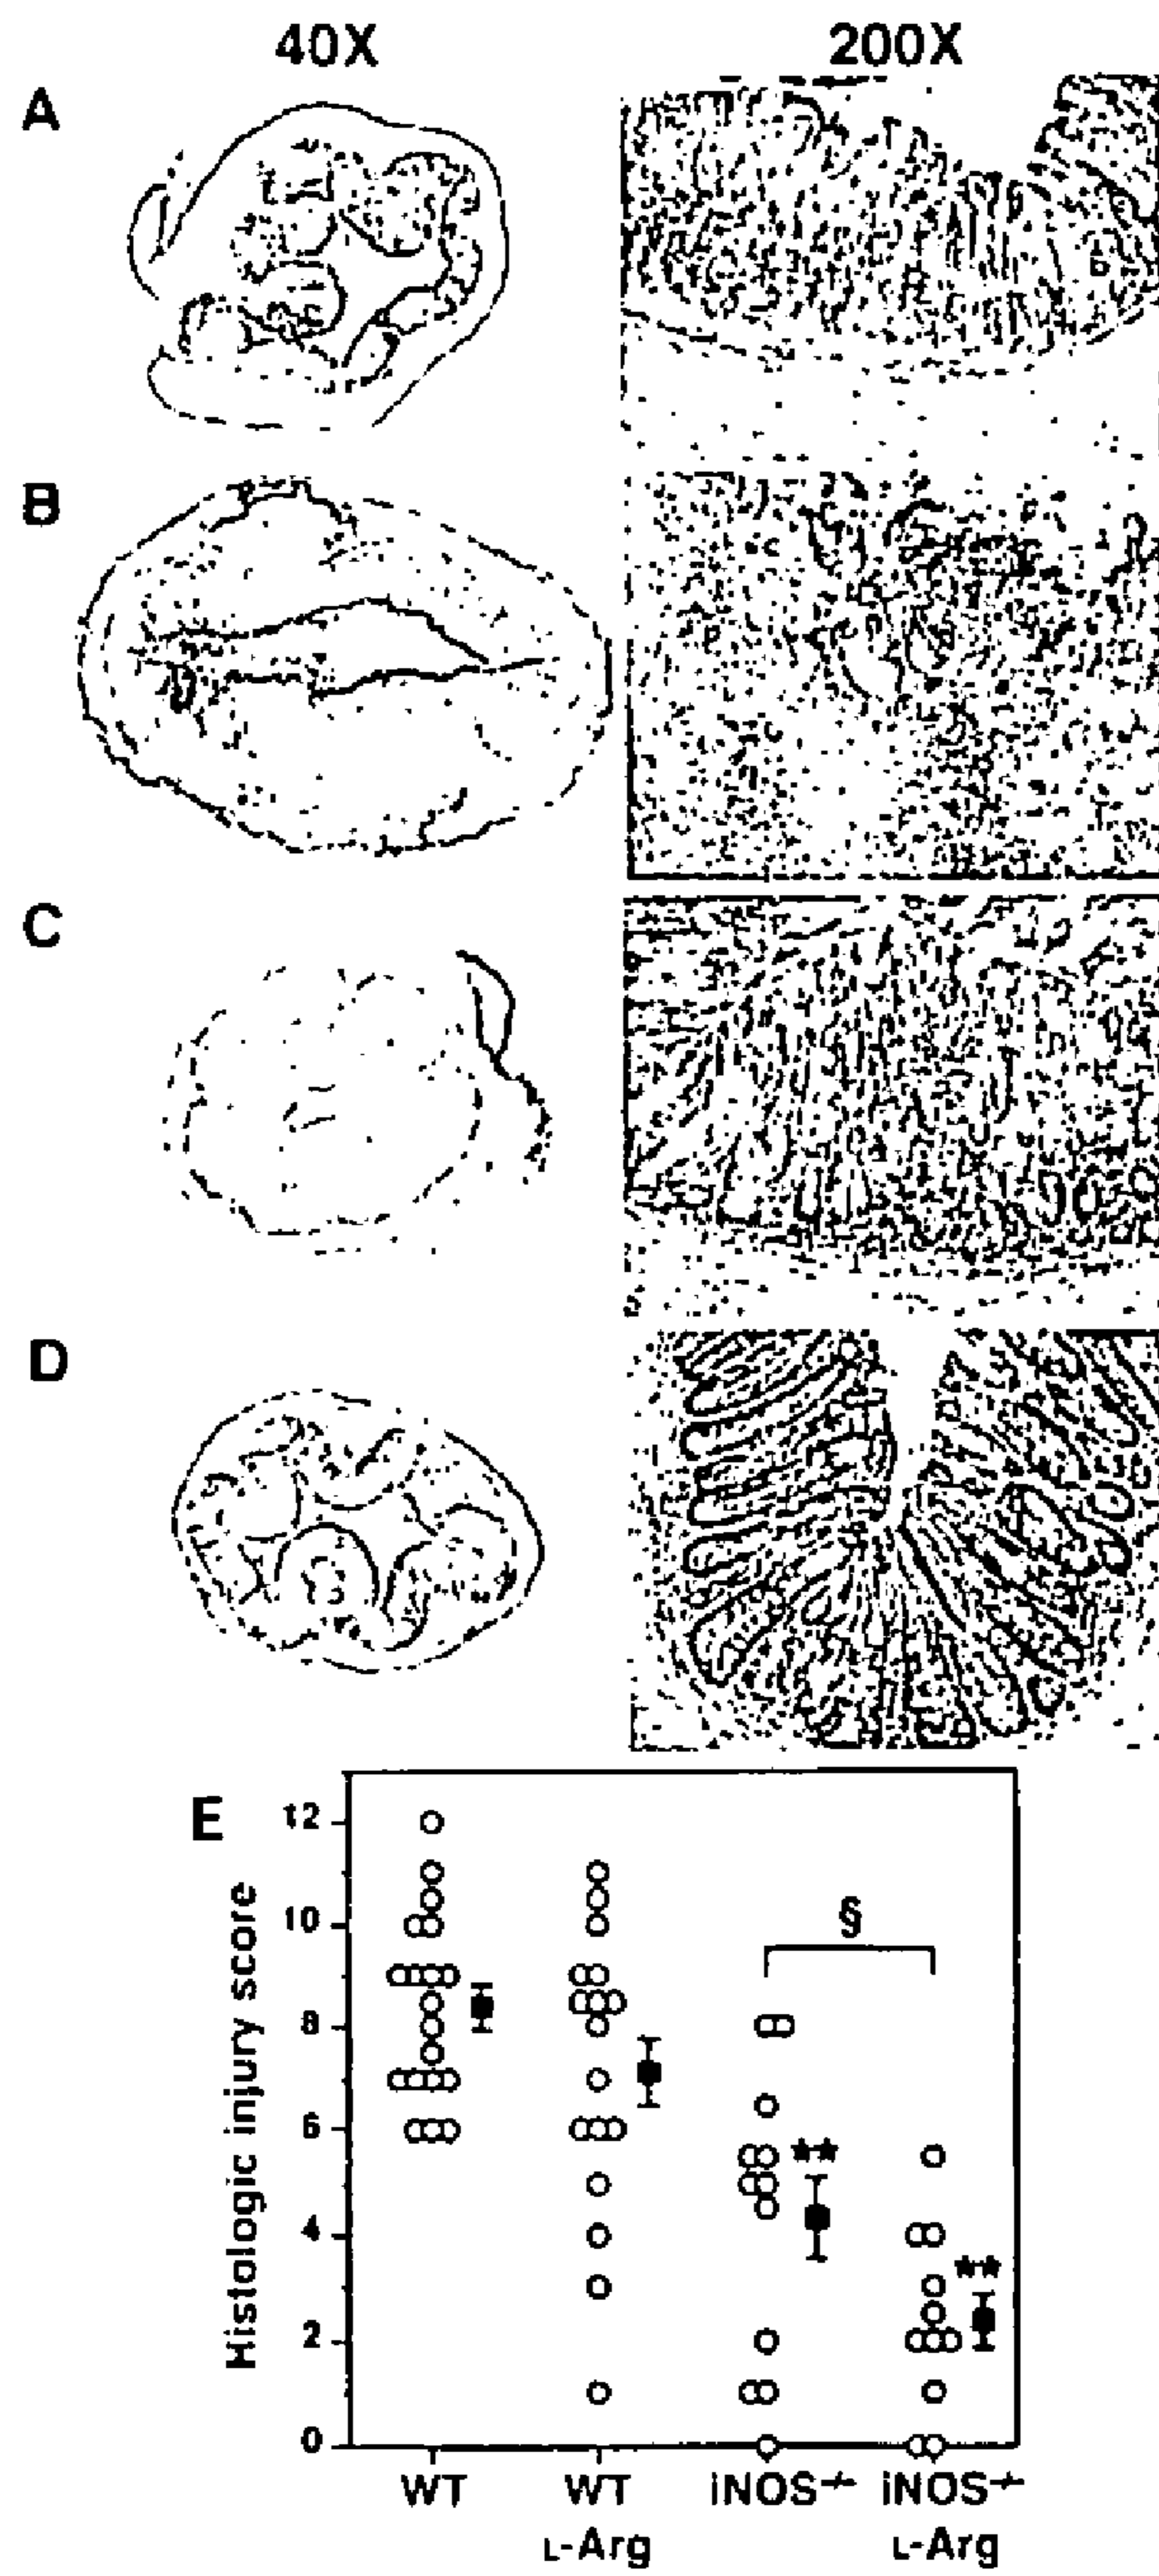 40X 200X
A
B
C
D
E
Histologic injury score
12
10
8
6
4
2
0
§
**
**
WT WT iNOS⁻/⁻ iNOS⁻/⁻
L-Arg L-Arg